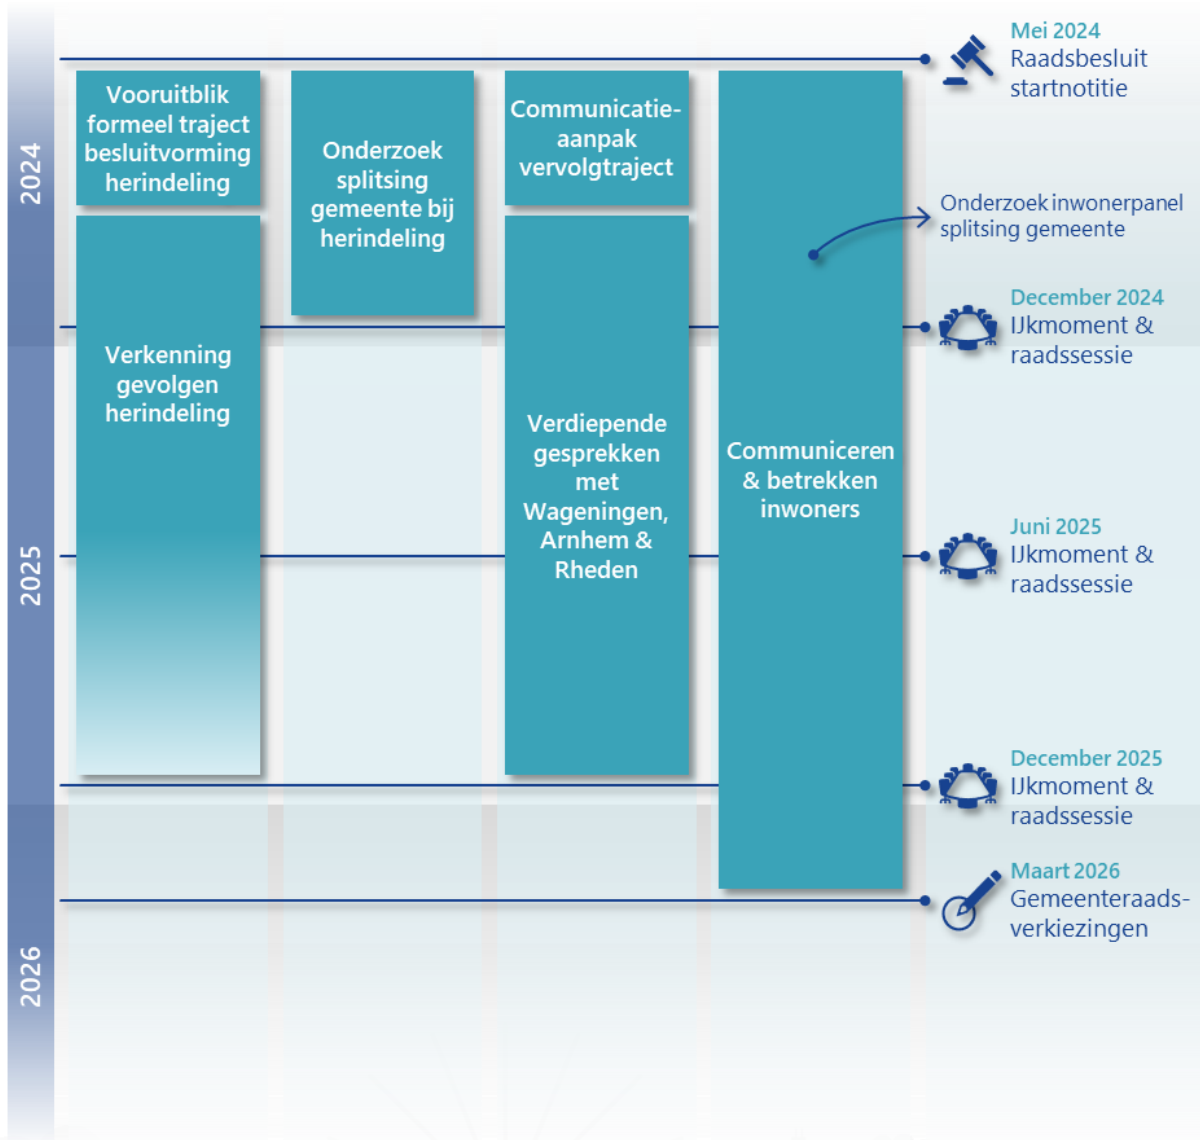 2024
2025
2026
Vooruitblik
formeel traject
besluitvorming
herindeling
Verkenning
gevolgen
herindeling
Onderzoek
splitsing
gemeente bij
herindeling
Communicatie-
aanpak
vervolgtraject
Verdiepende
gesprekken
met
Wageningen,
Arnhem &
Rheden
Communiceren
& betrekken
inwoners
Mei 2024
Raadsbesluit
startnotitie
Onderzoek inwonerpanel
splitsing gemeente
December 2024
IJkmoment &
raadssessie
Juni 2025
IJkmoment &
raadssessie
December 2025
IJkmoment &
raadssessie
Maart 2026
Gemeenteraads-
verkiezingen